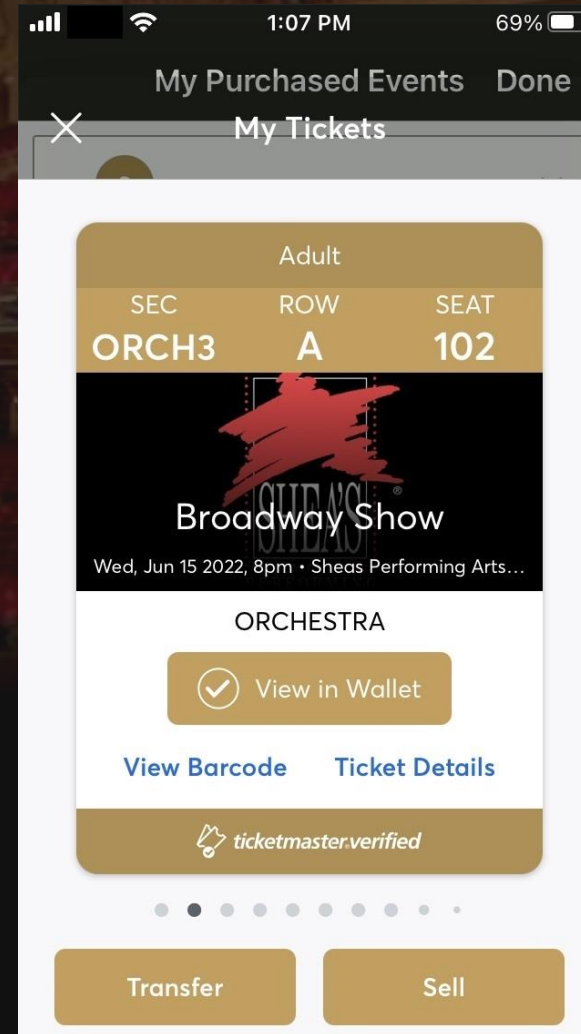 1:07 PM 69%
My Purchased Events Done
My Tickets
Adult
SEC ROW SEAT
ORCH3 A 102
SHEA'S ®
Broadway Show
Wed, Jun 15 2022, 8pm • Sheas Performing Arts...
ORCHESTRA
View in Wallet
View Barcode Ticket Details
ticketmaster.verified
Transfer Sell